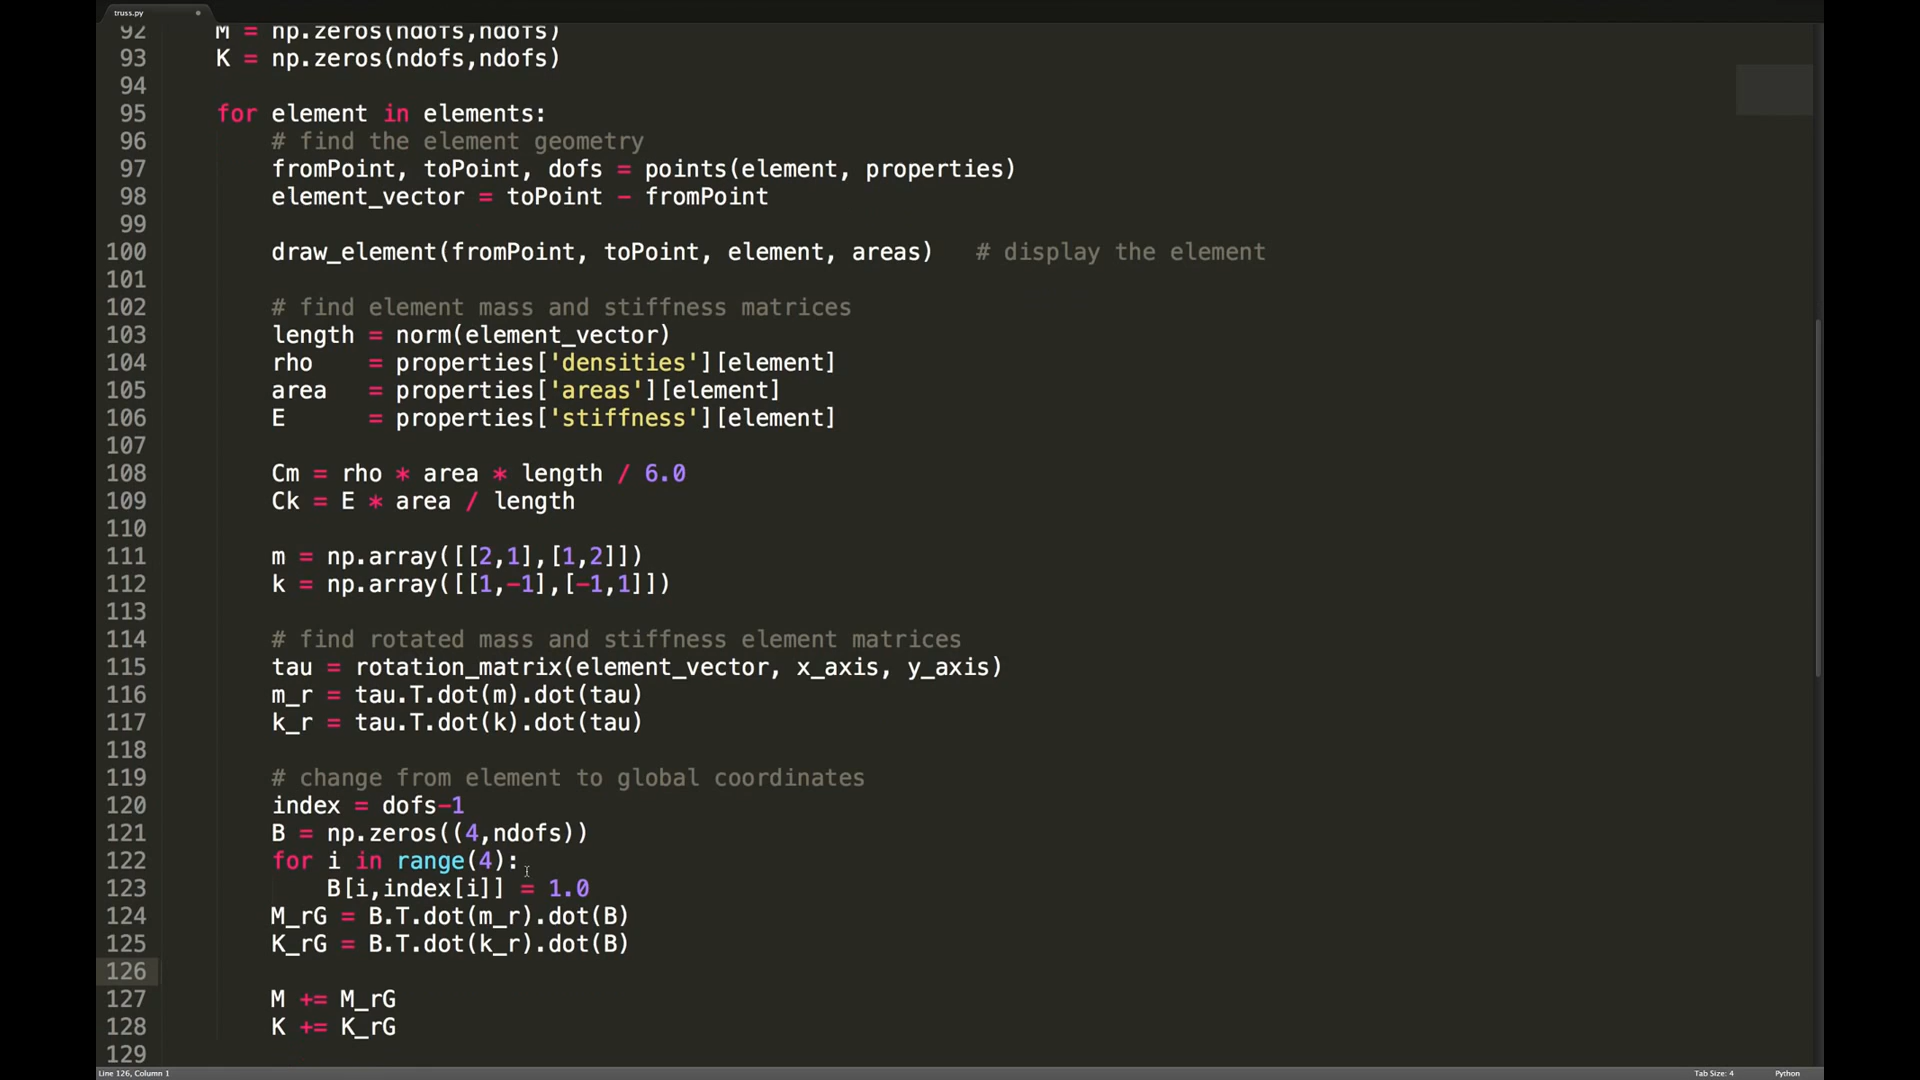 truss.py
92 M = np.zeros(ndofs,ndofs)
93 K = np.zeros(ndofs,ndofs)
94
95 for element in elements:
96 # find the element geometry
97 fromPoint, toPoint, dofs = points(element, properties)
98 element_vector = toPoint - fromPoint
99
100 draw_element(fromPoint, toPoint, element, areas) # display the element
101
102 # find element mass and stiffness matrices
103 length = norm(element_vector)
104 rho = properties['densities'][element]
105 area = properties['areas'][element]
106 E = properties['stiffness'][element]
107
108 Cm = rho * area * length / 6.0
109 Ck = E * area / length
110
111 m = np.array([[2,1],[1,2]])
112 k = np.array([[1,-1],[-1,1]])
113
114 # find rotated mass and stiffness element matrices
115 tau = rotation_matrix(element_vector, x_axis, y_axis)
116 m_r = tau.T.dot(m).dot(tau)
117 k_r = tau.T.dot(k).dot(tau)
118
119 # change from element to global coordinates
120 index = dofs-1
121 B = np.zeros((4,ndofs))
122 for i in range(4):
123 B[i,index[i]] = 1.0
124 M_rG = B.T.dot(m_r).dot(B)
125 K_rG = B.T.dot(k_r).dot(B)
126
127 M += M_rG
128 K += K_rG
129
Line 126, Column 1 Tab Size: 4 Python